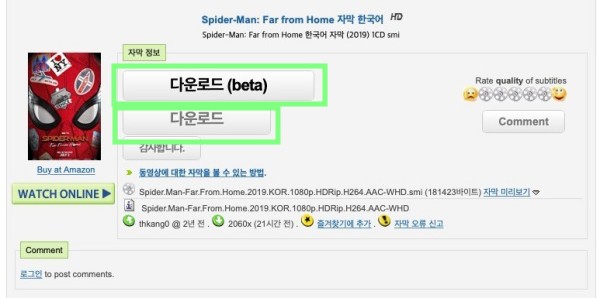 Spider-Man: Far from Home 자막 한국어 HD
Spider-Man: Far from Home 한국어 자막 (2019) 1CD smi
자막 정보
다운로드 (beta)
다운로드
감사합니다.
Rate quality of subtitles
Comment
SPIDER-MAN
Far From Home
Buy at Amazon
WATCH ONLINE
동영상에 대한 자막을 볼 수 있는 방법.
Spider.Man-Far.From.Home.2019.KOR.1080p.HDRip.H264.AAC-WHD.smi (181423바이트) 자막 미리보기
Spider.Man-Far.From.Home.2019.KOR.1080p.HDRip.H264.AAC-WHD
thkang0 @ 2년 전 . 2060x (21시간 전) . 즐겨찾기에 추가 . 자막 오류 신고
Comment
로그인 to post comments.